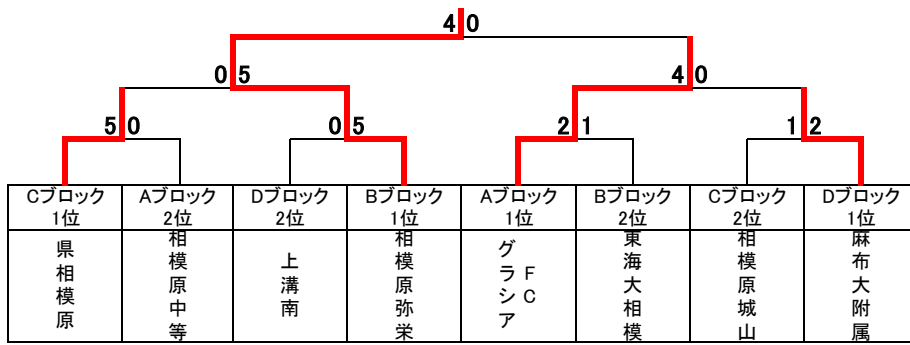 4 0
0 5
4 0
5 0
0 5
2 1
1 2
Cブロック
1位
Aブロック
2位
Dブロック
2位
Bブロック
1位
Aブロック
1位
Bブロック
2位
Cブロック
2位
Dブロック
1位
県相模原
相模原中等
上溝南
相模原弥栄
FC
グラシア
東海大相模
相模原城山
麻布大附属